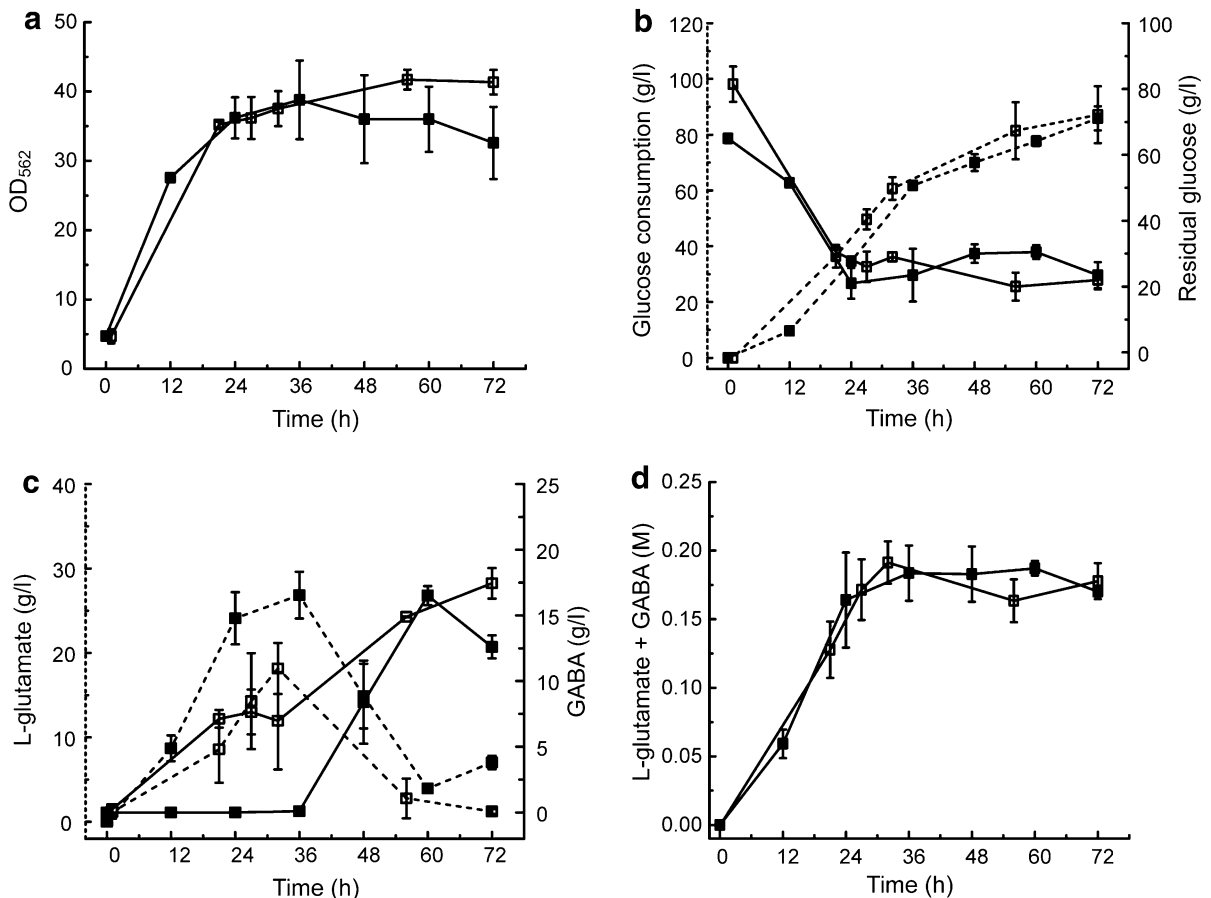 a
50
40
30
20
10
0
OD562
0 12 24 36 48 60 72
Time (h)
b
120
100
80
60
40
20
0
Glucose consumption (g/l)
100
80
60
40
20
0
Residual glucose (g/l)
0 12 24 36 48 60 72
Time (h)
c
40
30
20
10
0
L-glutamate (g/l)
25
20
15
10
5
0
GABA (g/l)
0 12 24 36 48 60 72
Time (h)
d
0.25
0.20
0.15
0.10
0.05
0.00
L-glutamate + GABA (M)
0 12 24 36 48 60 72
Time (h)